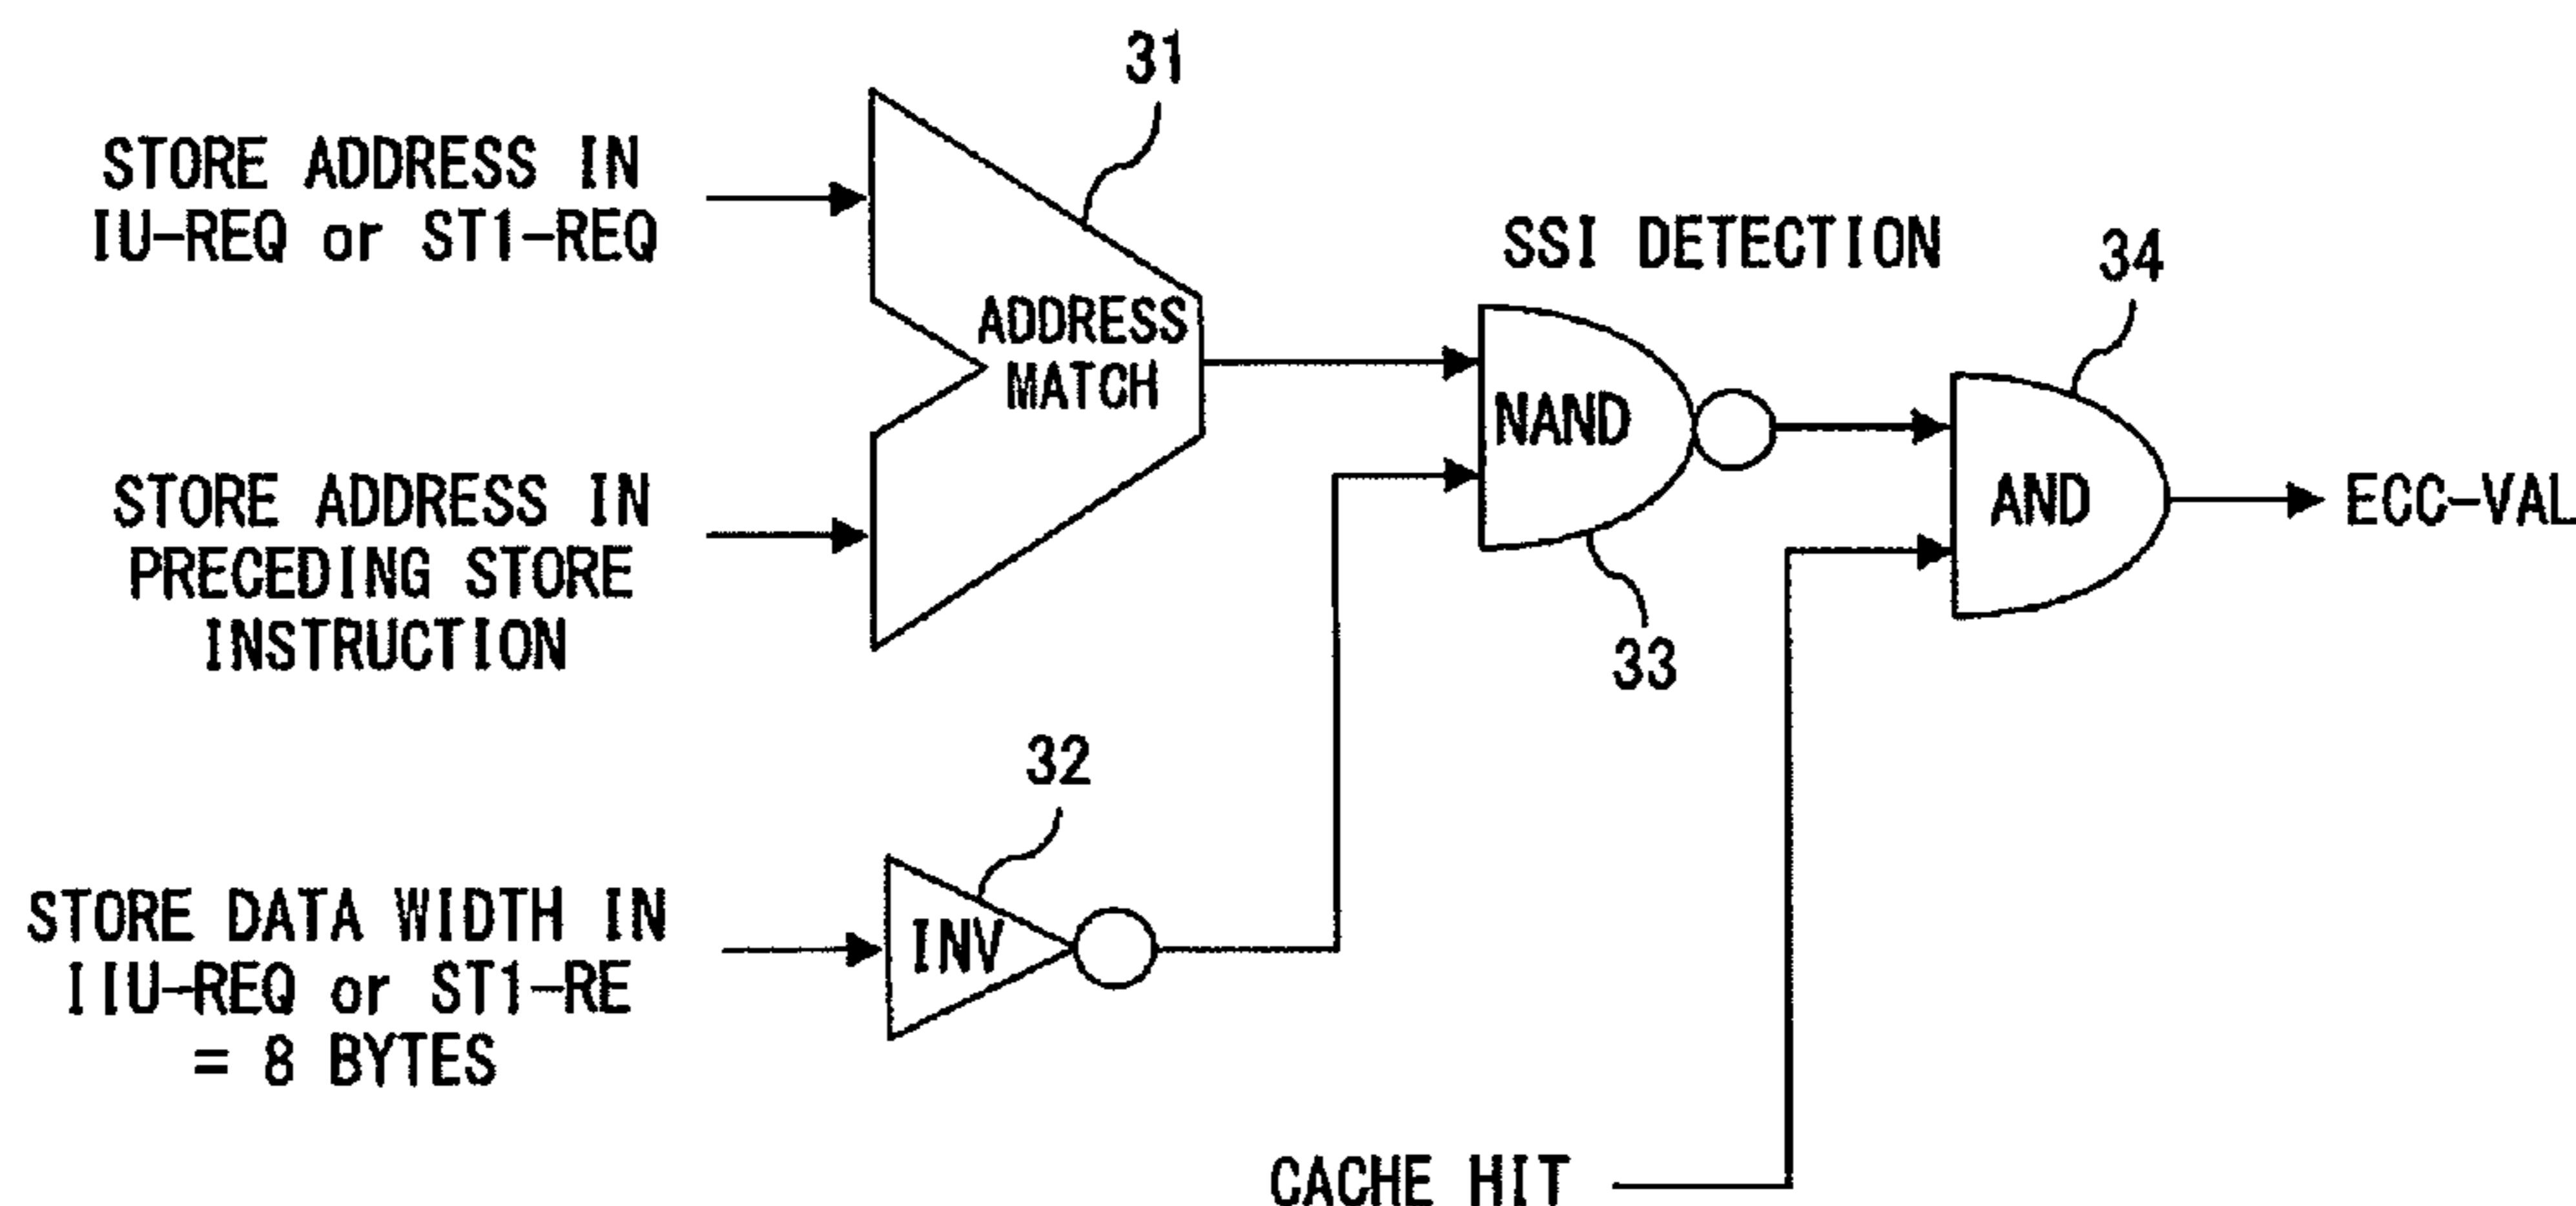 31
STORE ADDRESS IN
IU-REQ or ST1-REQ
SSI DETECTION
34
ADDRESS
MATCH
NAND
AND
ECC-VAL
STORE ADDRESS IN
PRECEDING STORE
INSTRUCTION
33
32
STORE DATA WIDTH IN
IIU-REQ or ST1-RE
= 8 BYTES
INV
CACHE HIT